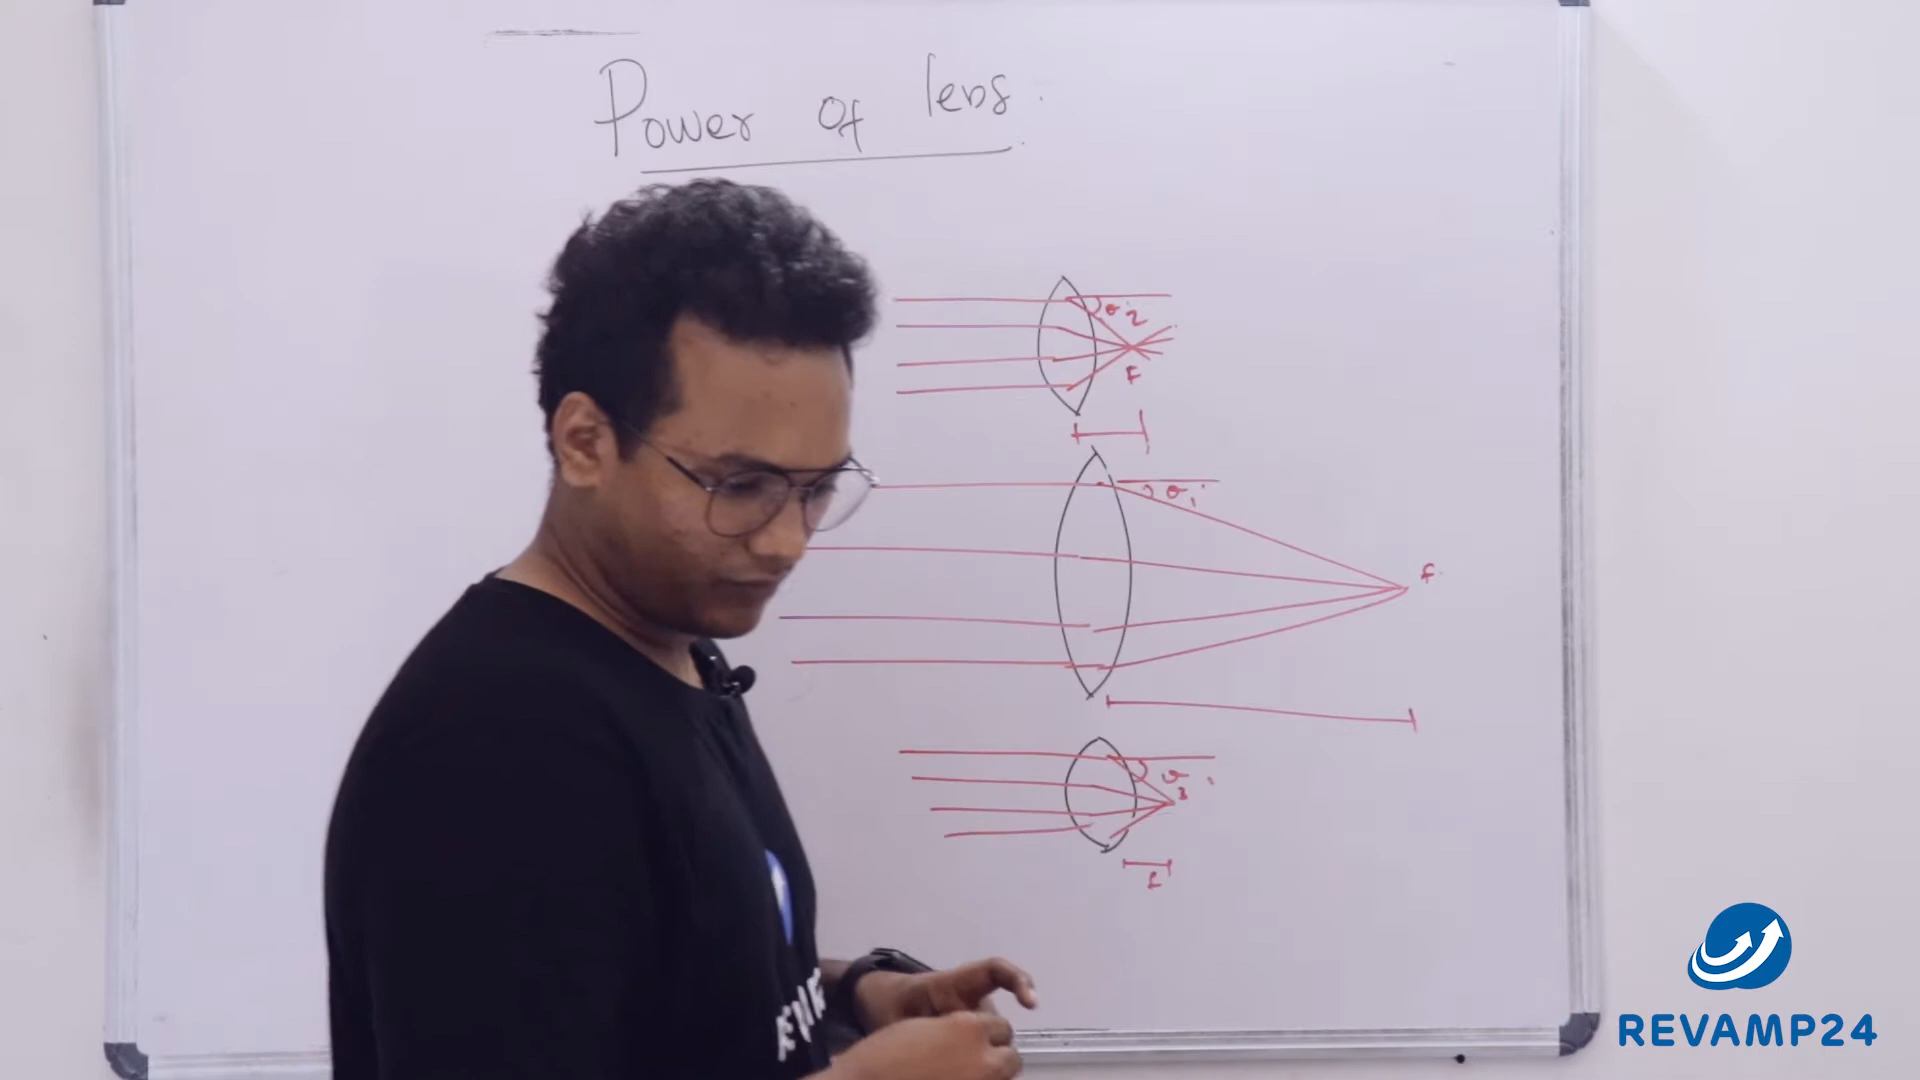 Power of lens.
θ2
F
θ1
F
θ3
f
REVAMP24